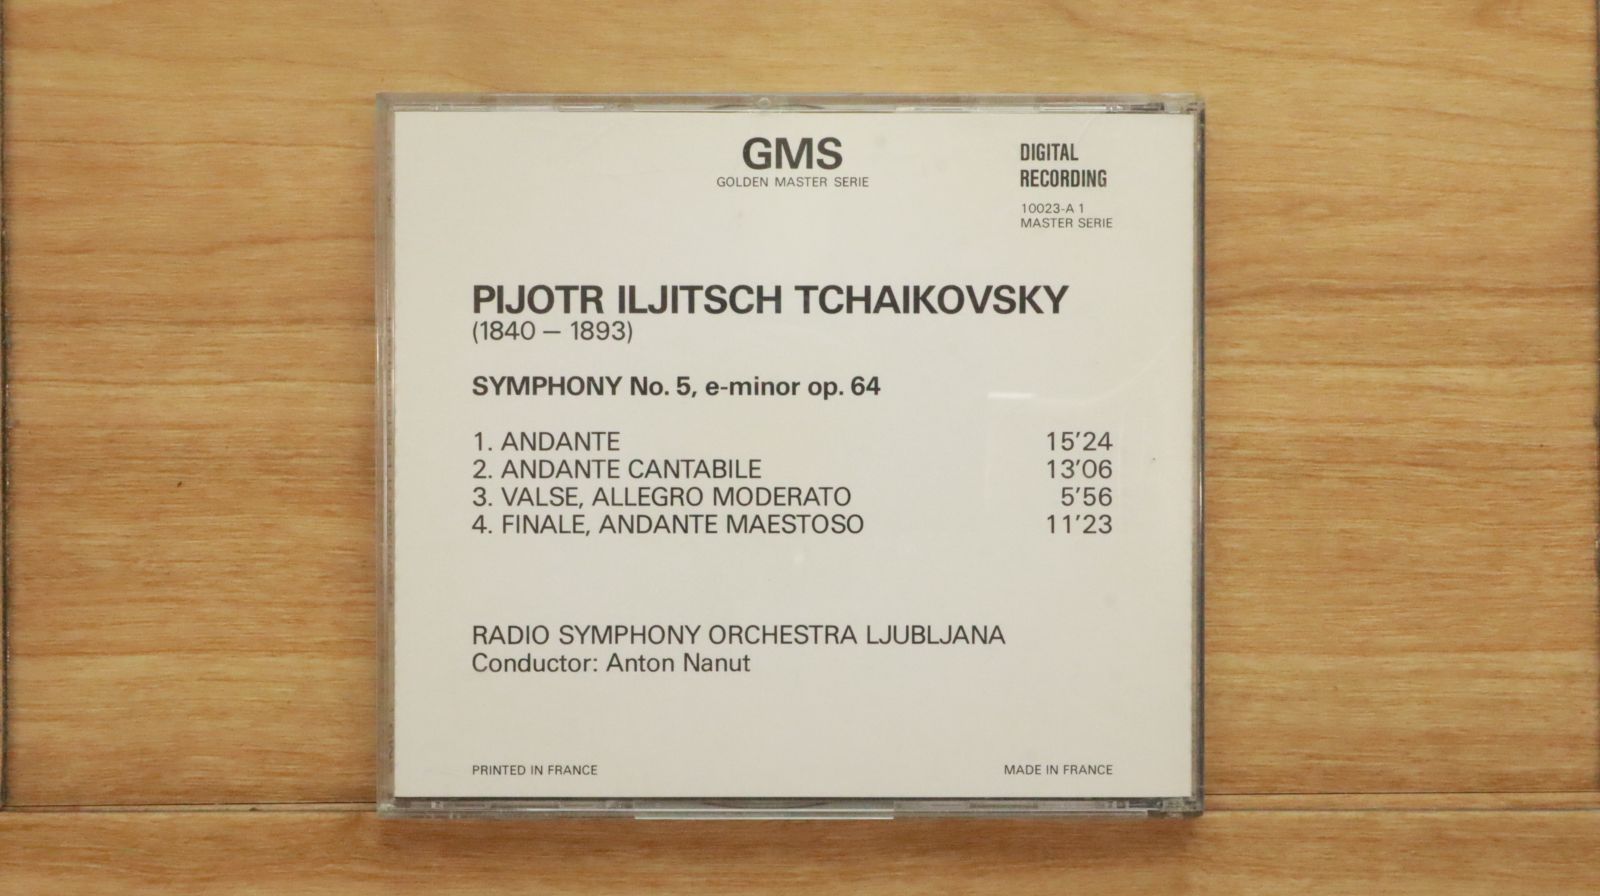 GMS
GOLDEN MASTER SERIE
DIGITAL
RECORDING
10023-A 1
MASTER SERIE
PIJOTR ILJITSCH TCHAIKOVSKY
(1840 – 1893)
SYMPHONY No. 5, e-minor op. 64
1. ANDANTE 15’24
2. ANDANTE CANTABILE 13’06
3. VALSE, ALLEGRO MODERATO 5’56
4. FINALE, ANDANTE MAESTOSO 11’23
RADIO SYMPHONY ORCHESTRA LJUBLJANA
Conductor: Anton Nanut
PRINTED IN FRANCE MADE IN FRANCE